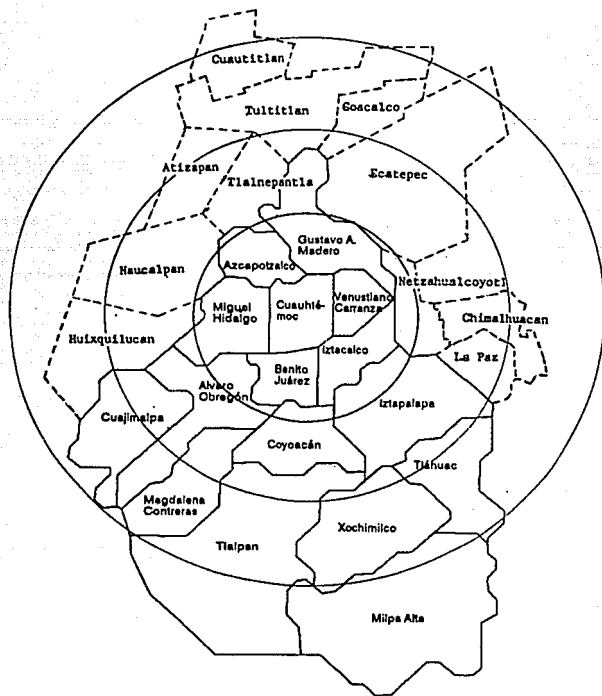 Cuautitlan
Tultitlan
Coacalco
Atizapan
Tlalnepantla
Ecatepec
Gustavo A.
Madero
Naucalpan
Azcapotzalco
Netzahualcoyotl
Miguel
Hidalgo
Cuauhté-
moc
Venustiano
Carranza
Chimalhuacan
Huixquilucan
Iztacalco
La Paz
Benito
Juárez
Alvaro
Obregón
Iztapalapa
Cuajimalpa
Coyoacán
Tláhuac
Magdalena
Contreras
Xochimilco
Tlalpan
Milpa Alta